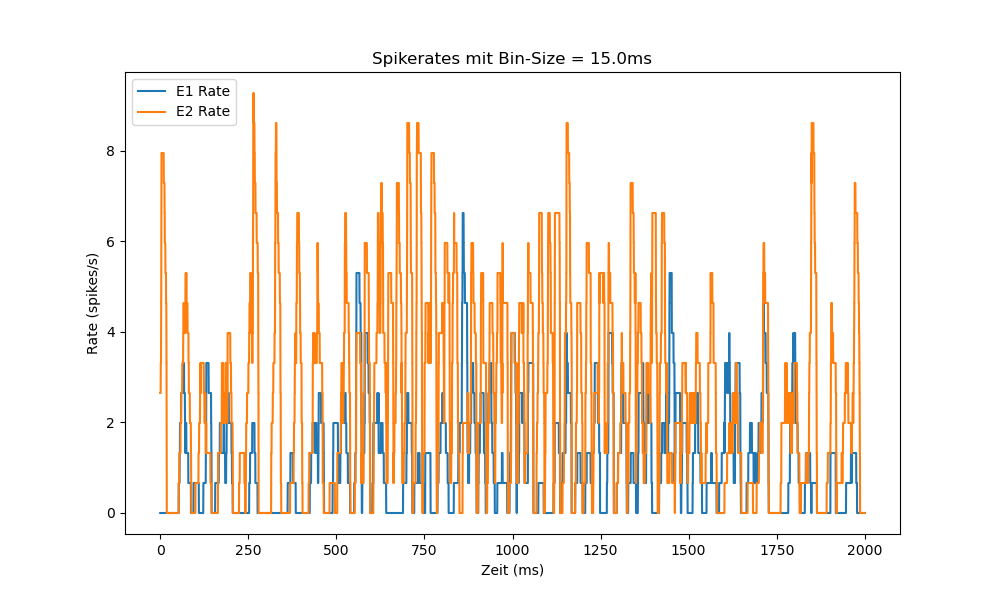 Spikerates mit Bin-Size = 15.0ms
E1 Rate
E2 Rate
8
6
4
2
0
Rate (spikes/s)
0 250 500 750 1000 1250 1500 1750 2000
Zeit (ms)